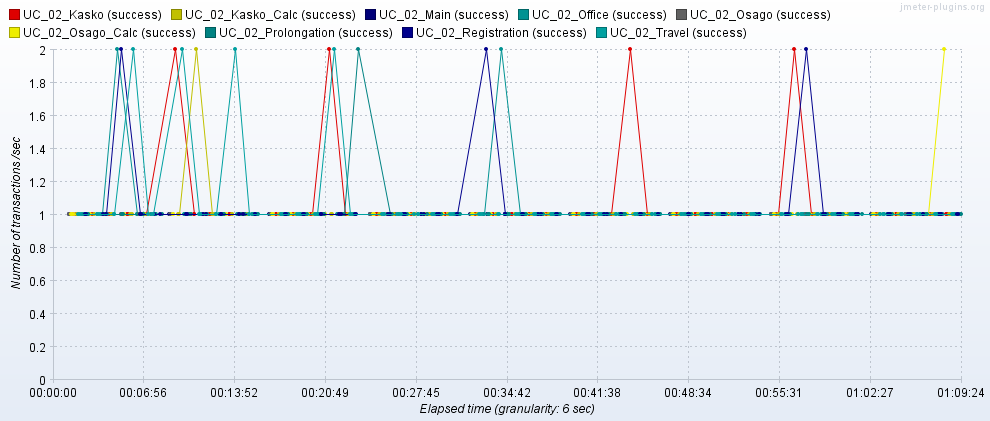 jmeter-plugins.org
UC_02_Kasko (success) UC_02_Kasko_Calc (success) UC_02_Main (success) UC_02_Office (success) UC_02_Osago (success)
UC_02_Osago_Calc (success) UC_02_Prolongation (success) UC_02_Registration (success) UC_02_Travel (success)
Number of transactions /sec
2
1.8
1.6
1.4
1.2
1
0.8
0.6
0.4
0.2
0
00:00:00 00:06:56 00:13:52 00:20:49 00:27:45 00:34:42 00:41:38 00:48:34 00:55:31 01:02:27 01:09:24
Elapsed time (granularity: 6 sec)